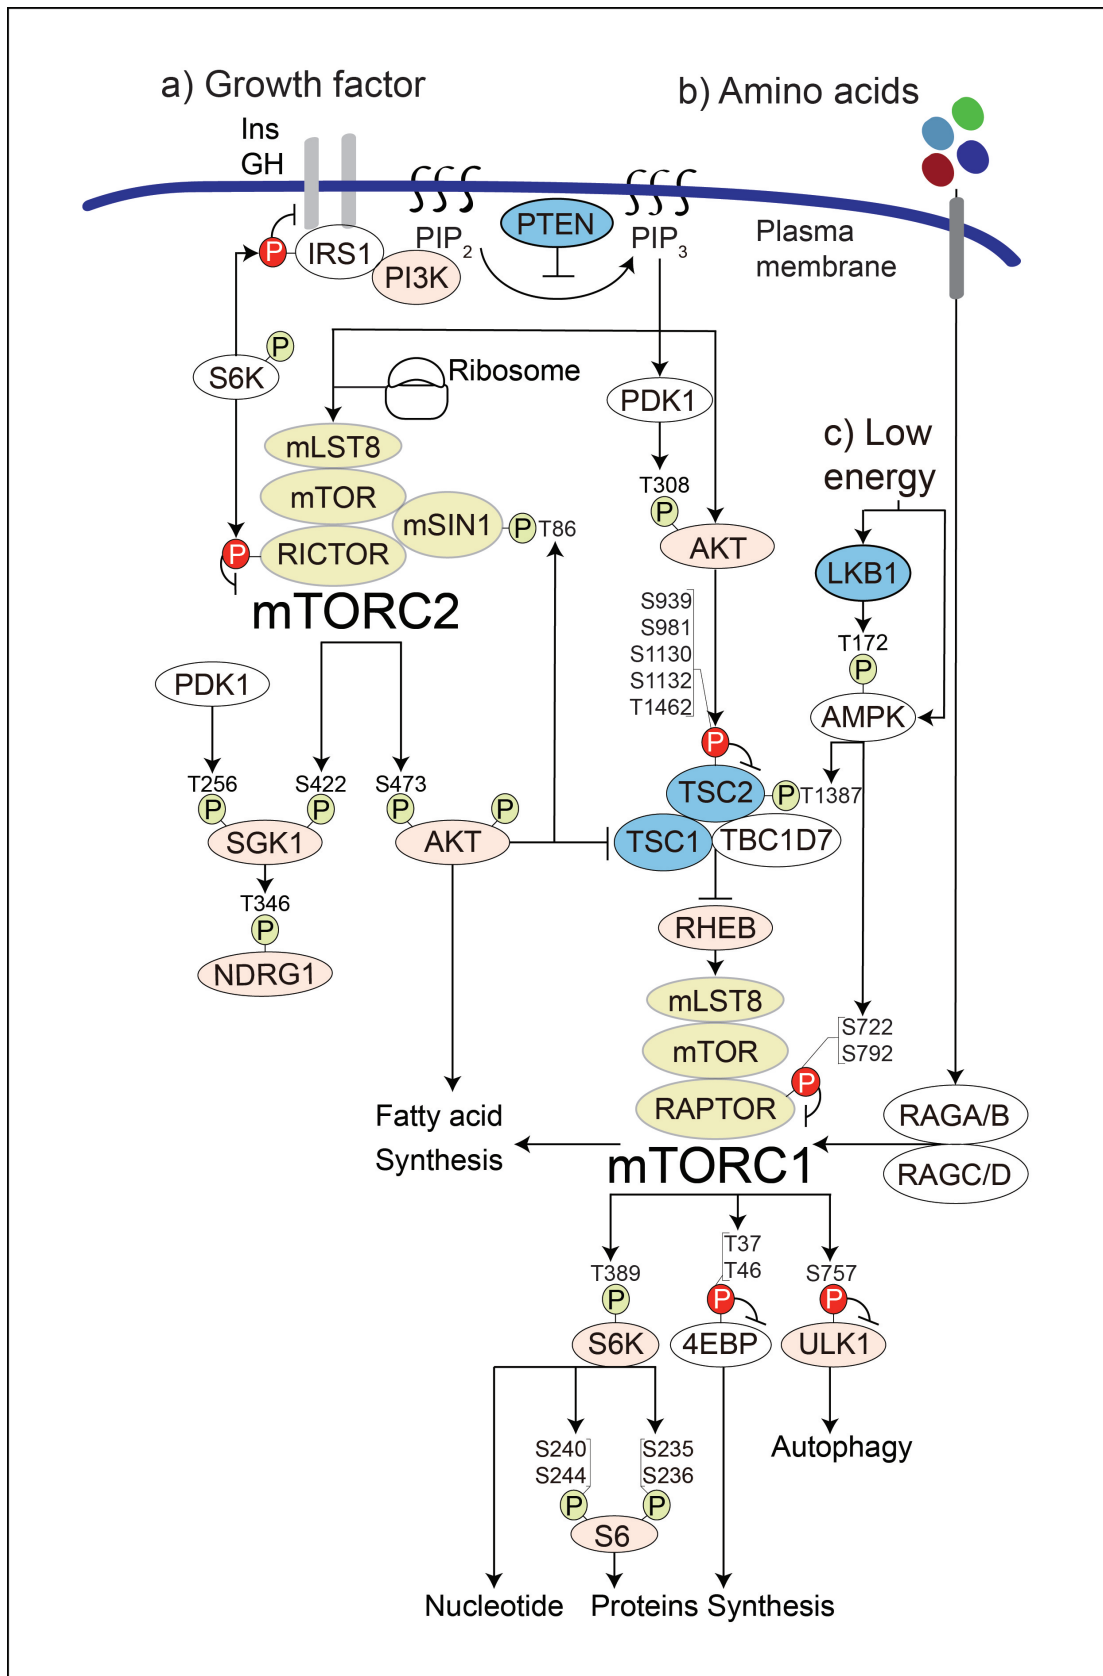 a) Growth factor
b) Amino acids
Ins
GH
PTEN
PIP2
PIP3
Plasma
membrane
P
IRS1
PI3K
P
S6K
Ribosome
PDK1
c) Low
energy
mLST8
mTOR
mSIN1
P
T86
RICTOR
P
mTORC2
T308
P
AKT
LKB1
T172
P
AMPK
S939
S981
S1130
S1132
T1462
P
TSC2
P
T1387
TSC1
TBC1D7
PDK1
T256
S422
S473
P
P
P
P
SGK1
AKT
T346
P
NDRG1
RHEB
mLST8
mTOR
RAPTOR
P
S722
S792
RAGA/B
RAGC/D
mTORC1
Fatty acid
Synthesis
T389
P
S6K
T37
T46
P
4EBP
S757
P
ULK1
Autophagy
S240
S244
S235
S236
P
P
S6
Nucleotide
Proteins Synthesis